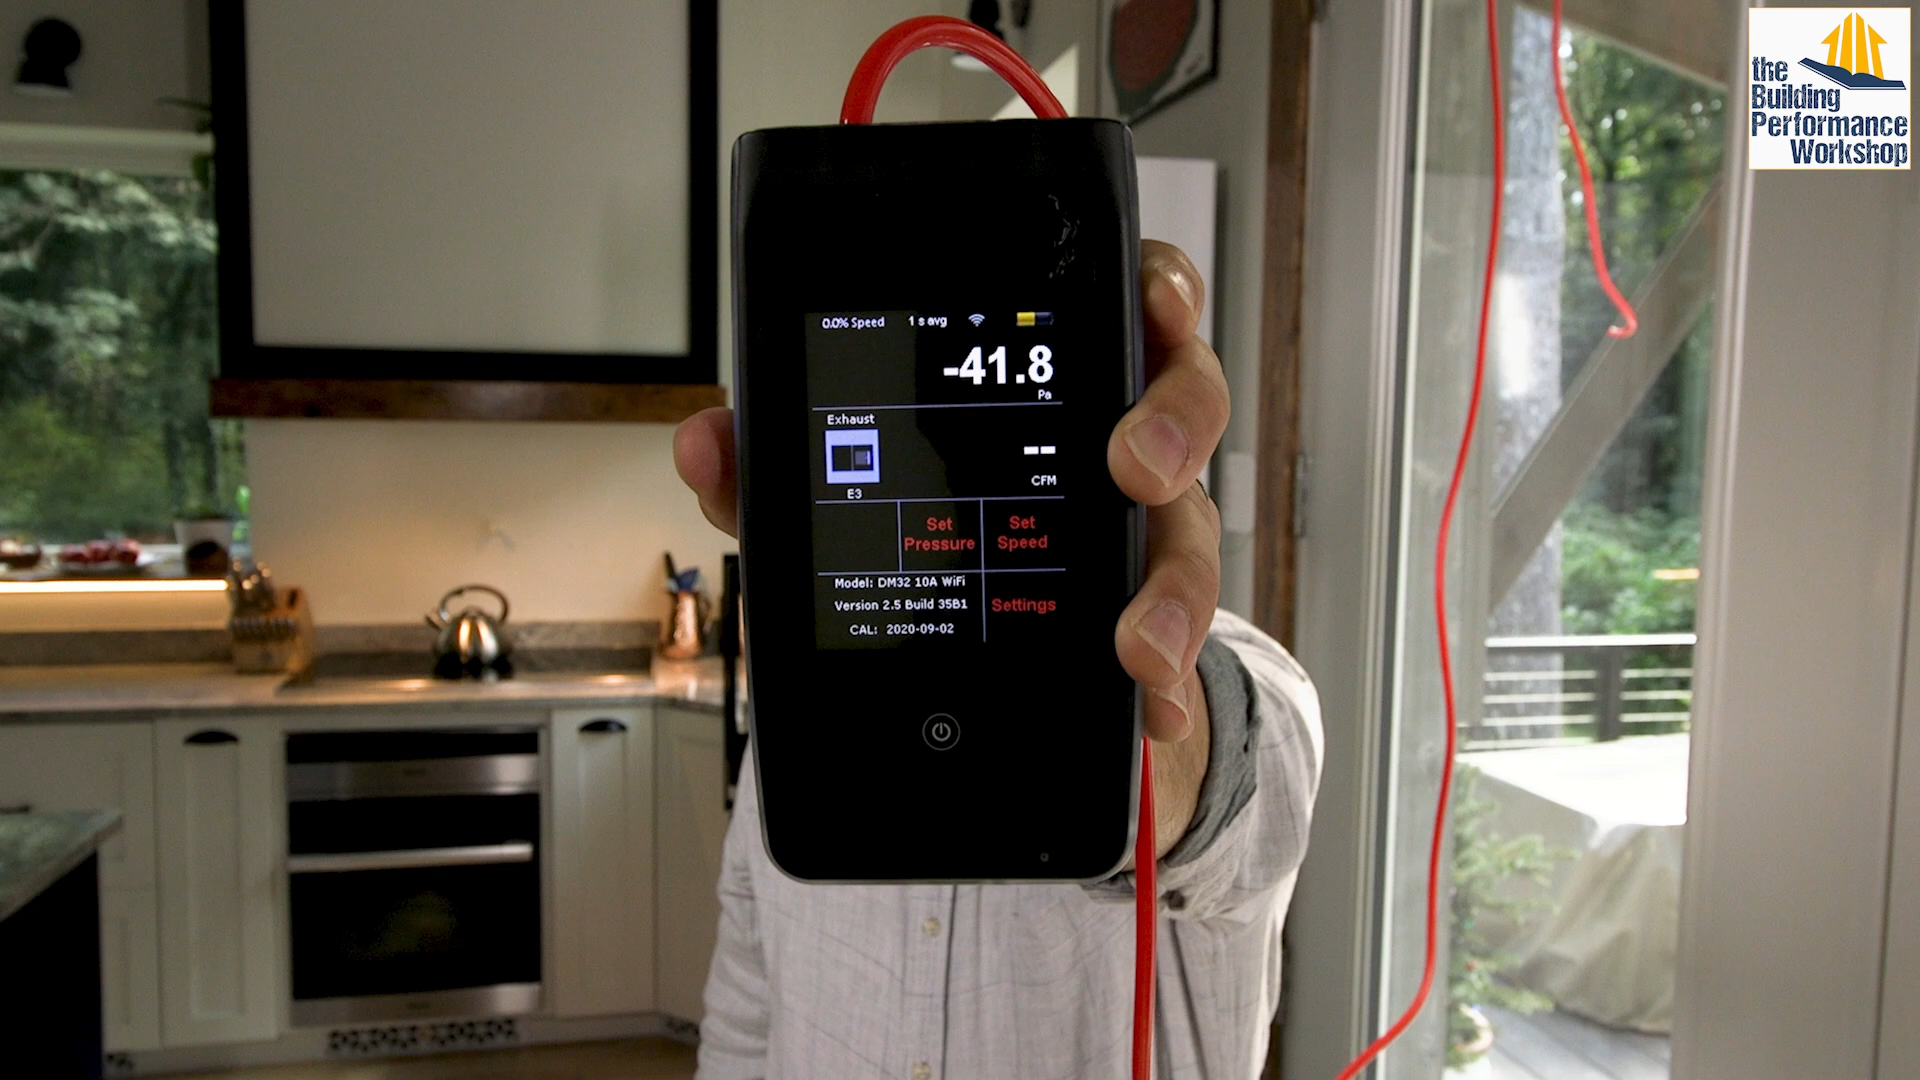 the
Building
Performance
Workshop
0.0% Speed 1 s avg
-41.8
Pa
Exhaust
--
CFM
E3
Set
Pressure
Set
Speed
Model: DM32 10A WiFi
Version 2.5 Build 35B1
Settings
CAL: 2020-09-02